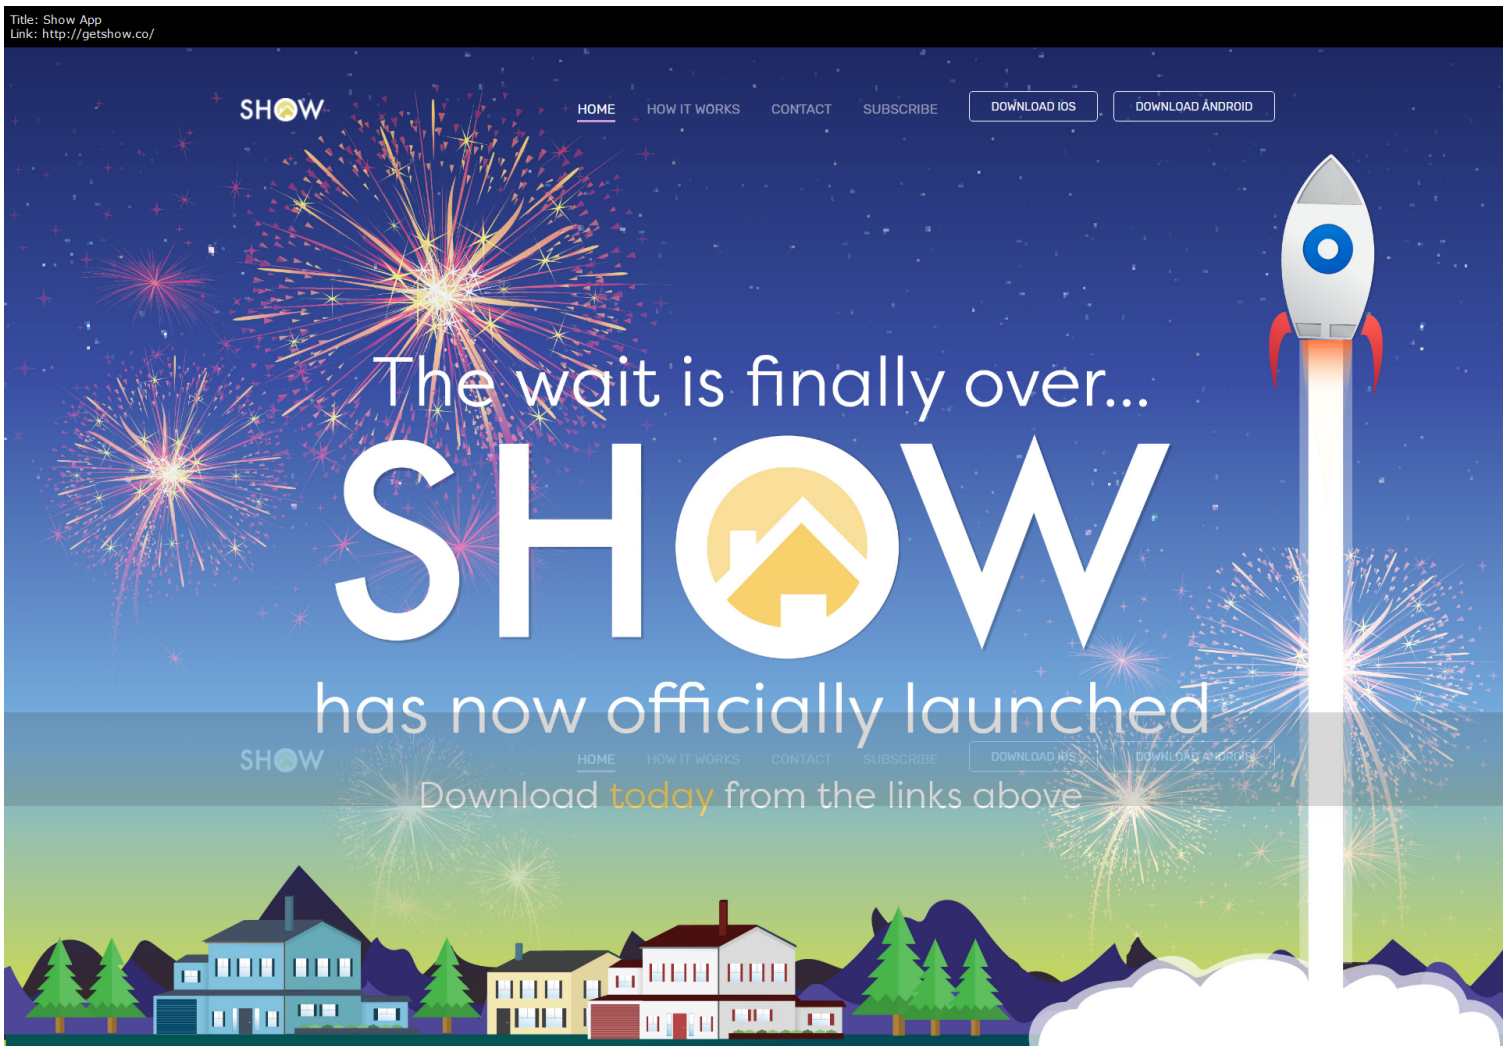 Title: Show App
Link: http://getshow.co/
SHOW
HOME HOW IT WORKS CONTACT SUBSCRIBE DOWNLOAD IOS DOWNLOAD ANDROID
The wait is finally over...
SHOW
has now officially launched
SHOW
HOME HOW IT WORKS CONTACT SUBSCRIBE DOWNLOAD IOS DOWNLOAD ANDROID
Download today from the links above